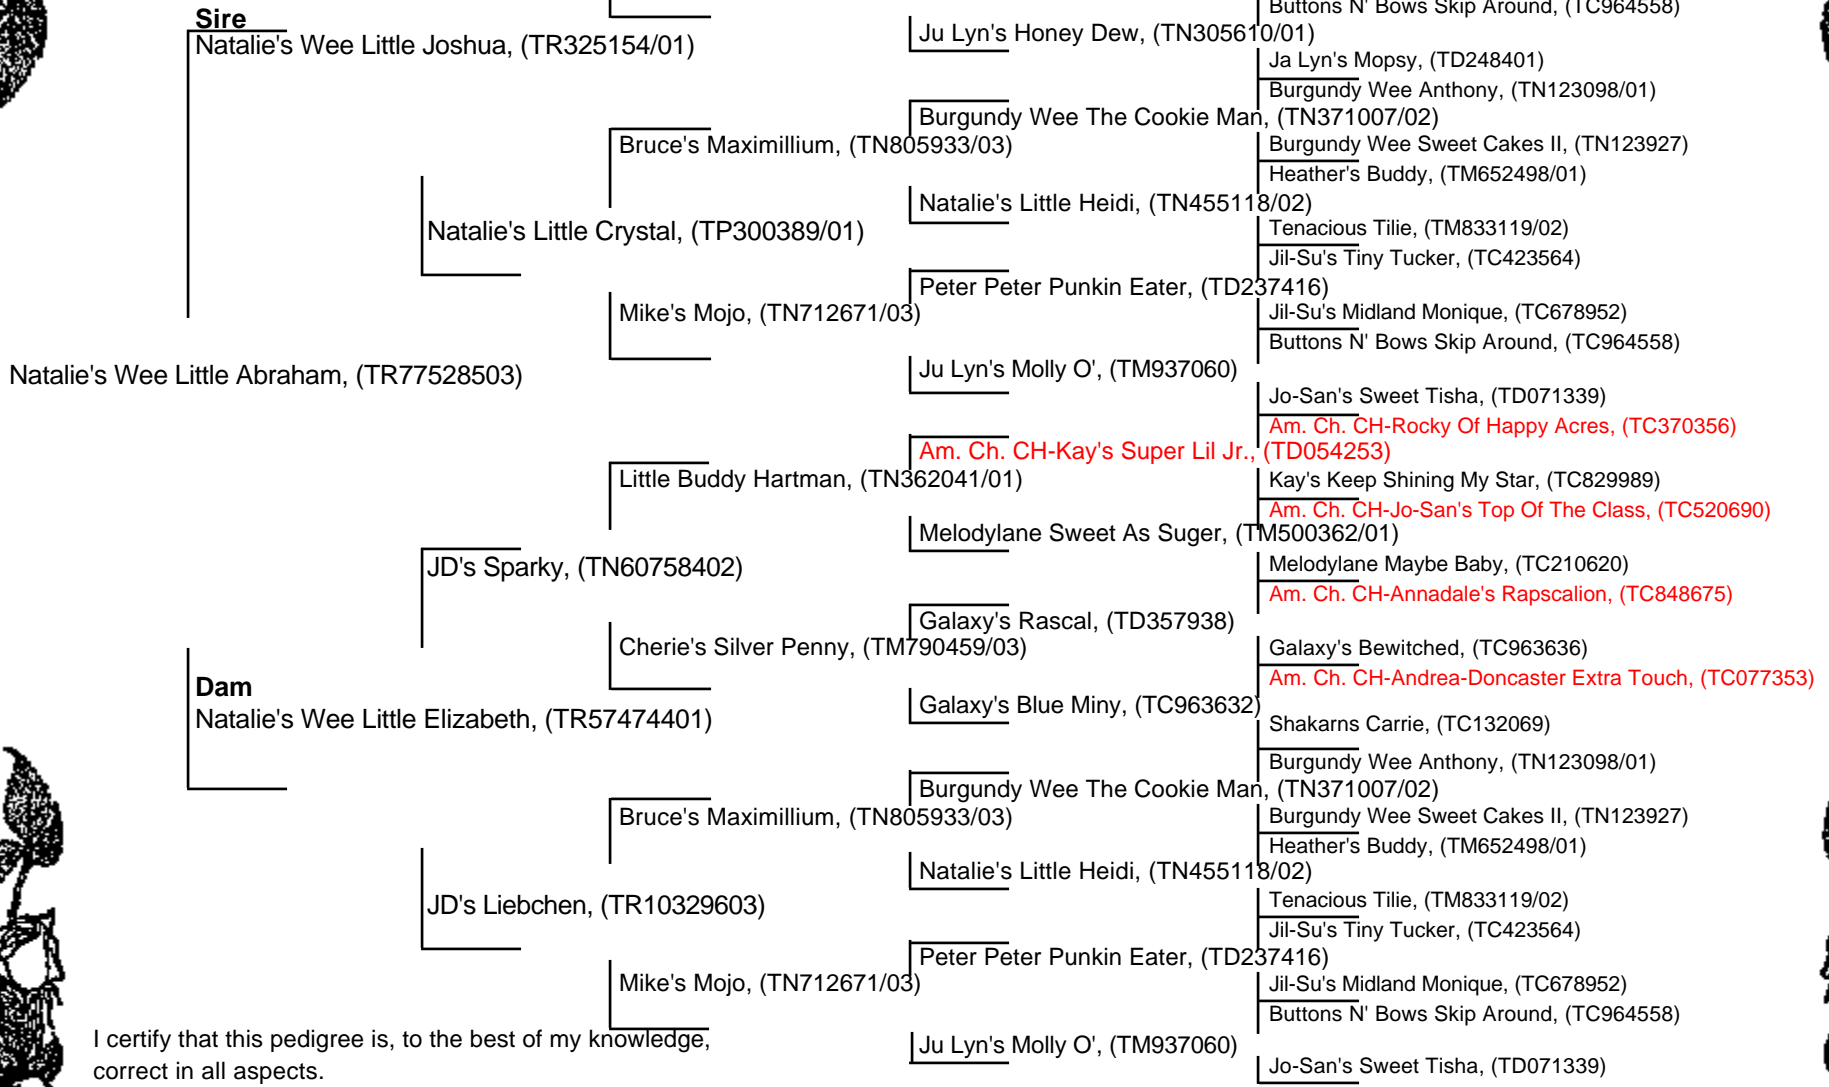 Buttons N' Bows Skip Around, (TC964558)
Sire
Natalie's Wee Little Joshua, (TR325154/01)
Ju Lyn's Honey Dew, (TN305610/01)
Ja Lyn's Mopsy, (TD248401)
Burgundy Wee Anthony, (TN123098/01)
Burgundy Wee The Cookie Man, (TN371007/02)
Bruce's Maximillium, (TN805933/03)
Burgundy Wee Sweet Cakes II, (TN123927)
Heather's Buddy, (TM652498/01)
Natalie's Little Heidi, (TN455118/02)
Natalie's Little Crystal, (TP300389/01)
Tenacious Tilie, (TM833119/02)
Jil-Su's Tiny Tucker, (TC423564)
Peter Peter Punkin Eater, (TD237416)
Mike's Mojo, (TN712671/03)
Jil-Su's Midland Monique, (TC678952)
Buttons N' Bows Skip Around, (TC964558)
Ju Lyn's Molly O', (TM937060)
Natalie's Wee Little Abraham, (TR77528503)
Jo-San's Sweet Tisha, (TD071339)
Am. Ch. CH-Rocky Of Happy Acres, (TC370356)
Am. Ch. CH-Kay's Super Lil Jr., (TD054253)
Little Buddy Hartman, (TN362041/01)
Kay's Keep Shining My Star, (TC829989)
Am. Ch. CH-Jo-San's Top Of The Class, (TC520690)
Melodylane Sweet As Suger, (TM500362/01)
JD's Sparky, (TN60758402)
Melodylane Maybe Baby, (TC210620)
Am. Ch. CH-Annadale's Rapscalion, (TC848675)
Galaxy's Rascal, (TD357938)
Cherie's Silver Penny, (TM790459/03)
Galaxy's Bewitched, (TC963636)
Am. Ch. CH-Andrea-Doncaster Extra Touch, (TC077353)
Dam
Galaxy's Blue Miny, (TC963632)
Natalie's Wee Little Elizabeth, (TR57474401)
Shakarns Carrie, (TC132069)
Burgundy Wee Anthony, (TN123098/01)
Burgundy Wee The Cookie Man, (TN371007/02)
Bruce's Maximillium, (TN805933/03)
Burgundy Wee Sweet Cakes II, (TN123927)
Heather's Buddy, (TM652498/01)
Natalie's Little Heidi, (TN455118/02)
JD's Liebchen, (TR10329603)
Tenacious Tilie, (TM833119/02)
Jil-Su's Tiny Tucker, (TC423564)
Peter Peter Punkin Eater, (TD237416)
Mike's Mojo, (TN712671/03)
Jil-Su's Midland Monique, (TC678952)
Buttons N' Bows Skip Around, (TC964558)
Ju Lyn's Molly O', (TM937060)
Jo-San's Sweet Tisha, (TD071339)
I certify that this pedigree is, to the best of my knowledge,
correct in all aspects.